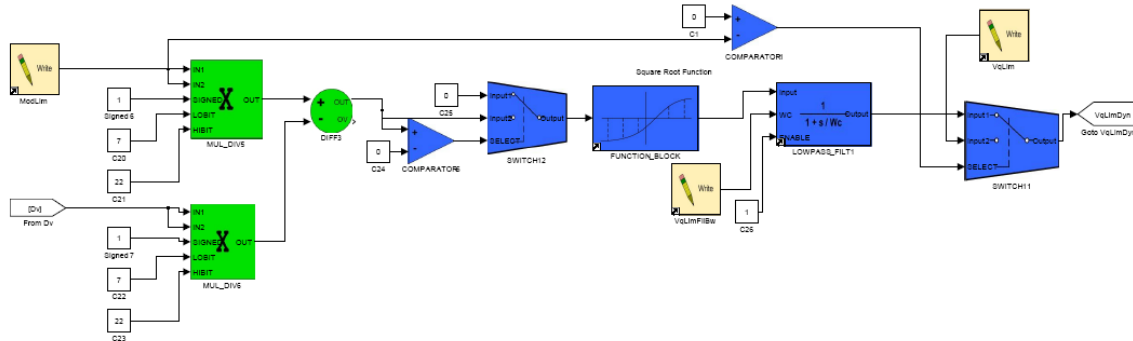 0
C1
+
-
COMPARATOR
Write
ModLim
IN1
IN2
SIGNED
LOBIT
HIBIT
X
OUT
MUL_DIV5
1
Signed 6
7
C20
22
C21
+
-
OUT
OV
DIFF3
0
C24
+
-
COMPARATOR6
0
C25
Input1
Input2
SELECT
Output
SWITCH12
Square Root Function
FUNCTION_BLOCK
Input
WC
ENABLE
1
1 + s / Wc
Output
LOWPASS_FILT1
Write
VqLimFilBw
1
C26
Write
VqLim
Input1
Input2
SELECT
Output
SWITCH11
VqLimDyn
Goto VqLimDyn
[Dv]
From Dv
IN1
IN2
SIGNED
LOBIT
HIBIT
X
OUT
1
Signed 7
7
C22
22
C23